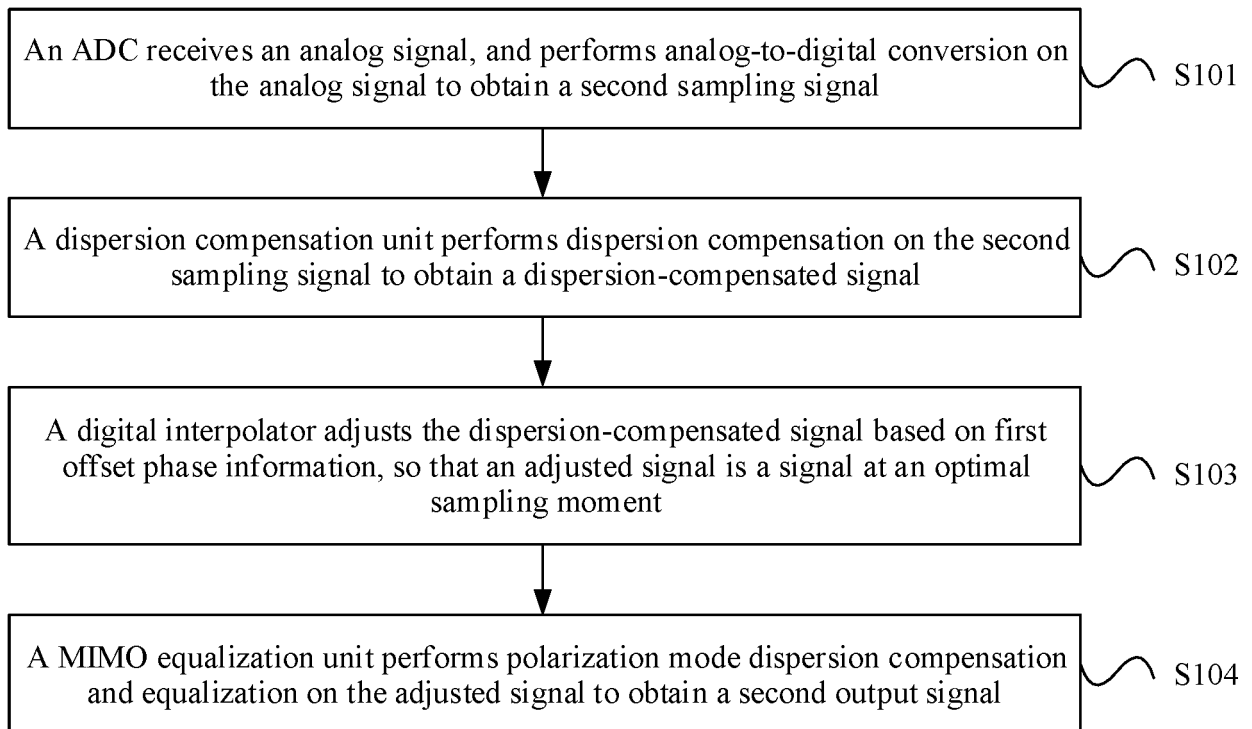 An ADC receives an analog signal, and performs analog-to-digital conversion on
the analog signal to obtain a second sampling signal
S101
A dispersion compensation unit performs dispersion compensation on the second
sampling signal to obtain a dispersion-compensated signal
S102
A digital interpolator adjusts the dispersion-compensated signal based on first
offset phase information, so that an adjusted signal is a signal at an optimal
sampling moment
S103
A MIMO equalization unit performs polarization mode dispersion compensation
and equalization on the adjusted signal to obtain a second output signal
S104